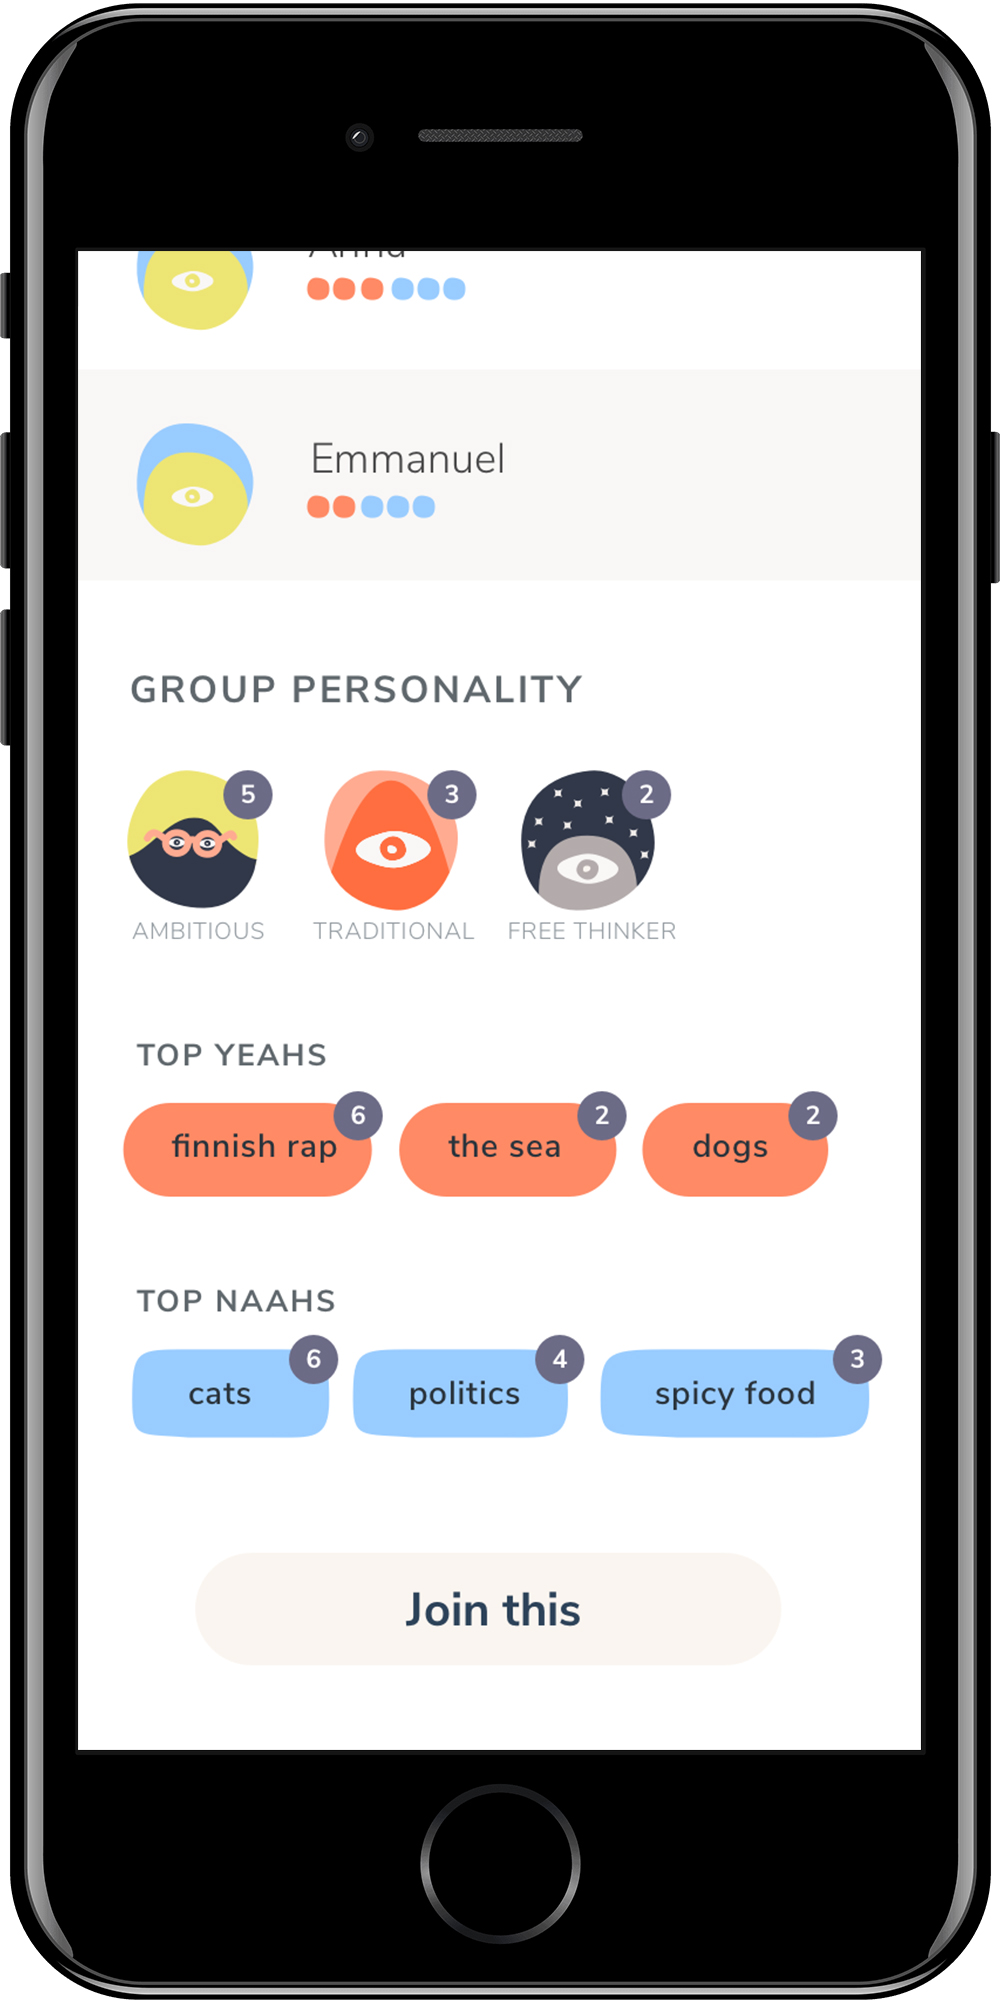 Emmanuel
GROUP PERSONALITY
5 3 2
AMBITIOUS TRADITIONAL FREE THINKER
TOP YEAHS
6 2 2
finnish rap the sea dogs
TOP NAAHS
6 4 3
cats politics spicy food
Join this